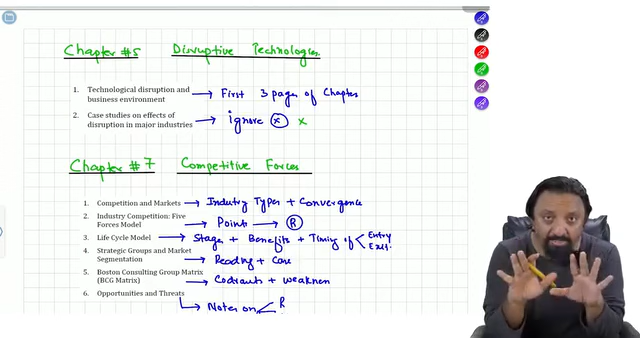 Chapter #5 Disruptive Technologies
1. Technological disruption and
business environment → First 3 pages of Chapter
2. Case studies on effects of
disruption in major industries → ignore ⓧ x
Chapter #7 Competitive Forces
1. Competition and Markets → Industry Types + Convergence
2. Industry Competition: Five
Forces Model → Point → Ⓡ
3. Life Cycle Model → Stages + Benefits + Timing of < Entry
Exit.
4. Strategic Groups and Market
Segmentation → Reading + Case
5. Boston Consulting Group Matrix
(BCG Matrix) → + weakness
6. Opportunities and Threats
→ Notes on < R